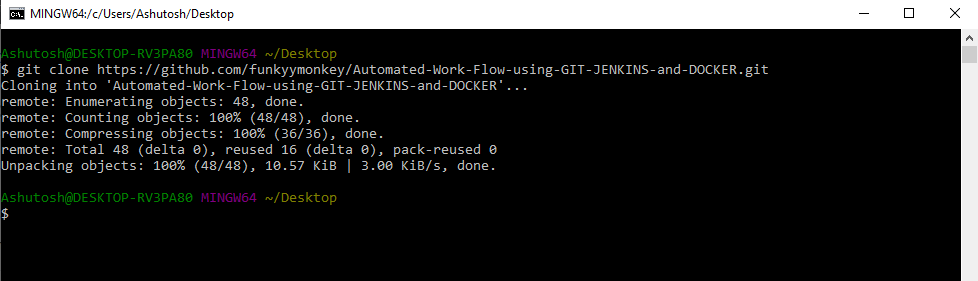 MINGW64:/c/Users/Ashutosh/Desktop
Ashutosh@DESKTOP-RV3PA80 MINGW64 ~/Desktop
$ git clone https://github.com/funkyymonkey/Automated-Work-Flow-using-GIT-JENKINS-and-DOCKER.git
Cloning into 'Automated-Work-Flow-using-GIT-JENKINS-and-DOCKER'...
remote: Enumerating objects: 48, done.
remote: Counting objects: 100% (48/48), done.
remote: Compressing objects: 100% (36/36), done.
remote: Total 48 (delta 0), reused 16 (delta 0), pack-reused 0
Unpacking objects: 100% (48/48), 10.57 KiB | 3.00 KiB/s, done.
Ashutosh@DESKTOP-RV3PA80 MINGW64 ~/Desktop
$